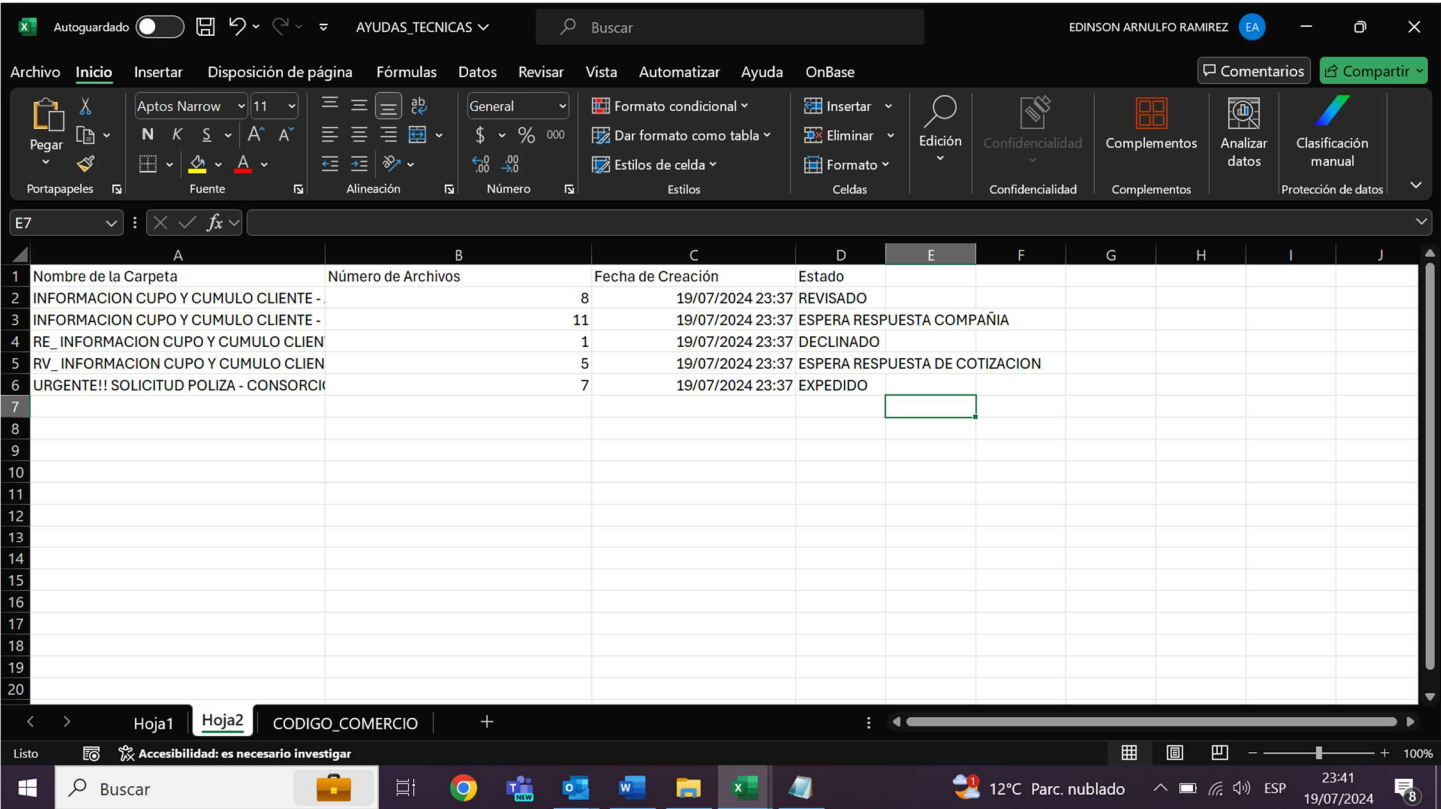 Autoguardado AYUDAS_TECNICAS Buscar EDINSON ARNULFO RAMIREZ EA
Archivo Inicio Insertar Disposición de página Fórmulas Datos Revisar Vista Automatizar Ayuda OnBase Comentarios Compartir
Aptos Narrow 11 ab General Formato condicional Insertar
Pegar N K S A A $ % 000 Dar formato como tabla Eliminar Edición Confidencialidad Complementos Analizar datos Clasificación manual
Estilos de celda Formato
Portapapeles Fuente Alineación Número Estilos Celdas Confidencialidad Complementos Protección de datos
E7 fx
A B C D E F G H I J
1 Nombre de la Carpeta Número de Archivos Fecha de Creación Estado
2 INFORMACION CUPO Y CUMULO CLIENTE - 8 19/07/2024 23:37 REVISADO
3 INFORMACION CUPO Y CUMULO CLIENTE - 11 19/07/2024 23:37 ESPERA RESPUESTA COMPAÑIA
4 RE_ INFORMACION CUPO Y CUMULO CLIEN 1 19/07/2024 23:37 DECLINADO
5 RV_ INFORMACION CUPO Y CUMULO CLIEN 5 19/07/2024 23:37 ESPERA RESPUESTA DE COTIZACION
6 URGENTE!! SOLICITUD POLIZA - CONSORCI 7 19/07/2024 23:37 EXPEDIDO
7
8
9
10
11
12
13
14
15
16
17
18
19
20
Hoja1 Hoja2 CODIGO_COMERCIO
Listo Accesibilidad: es necesario investigar 100%
Buscar 12°C Parc. nublado ESP 23:41
19/07/2024 8